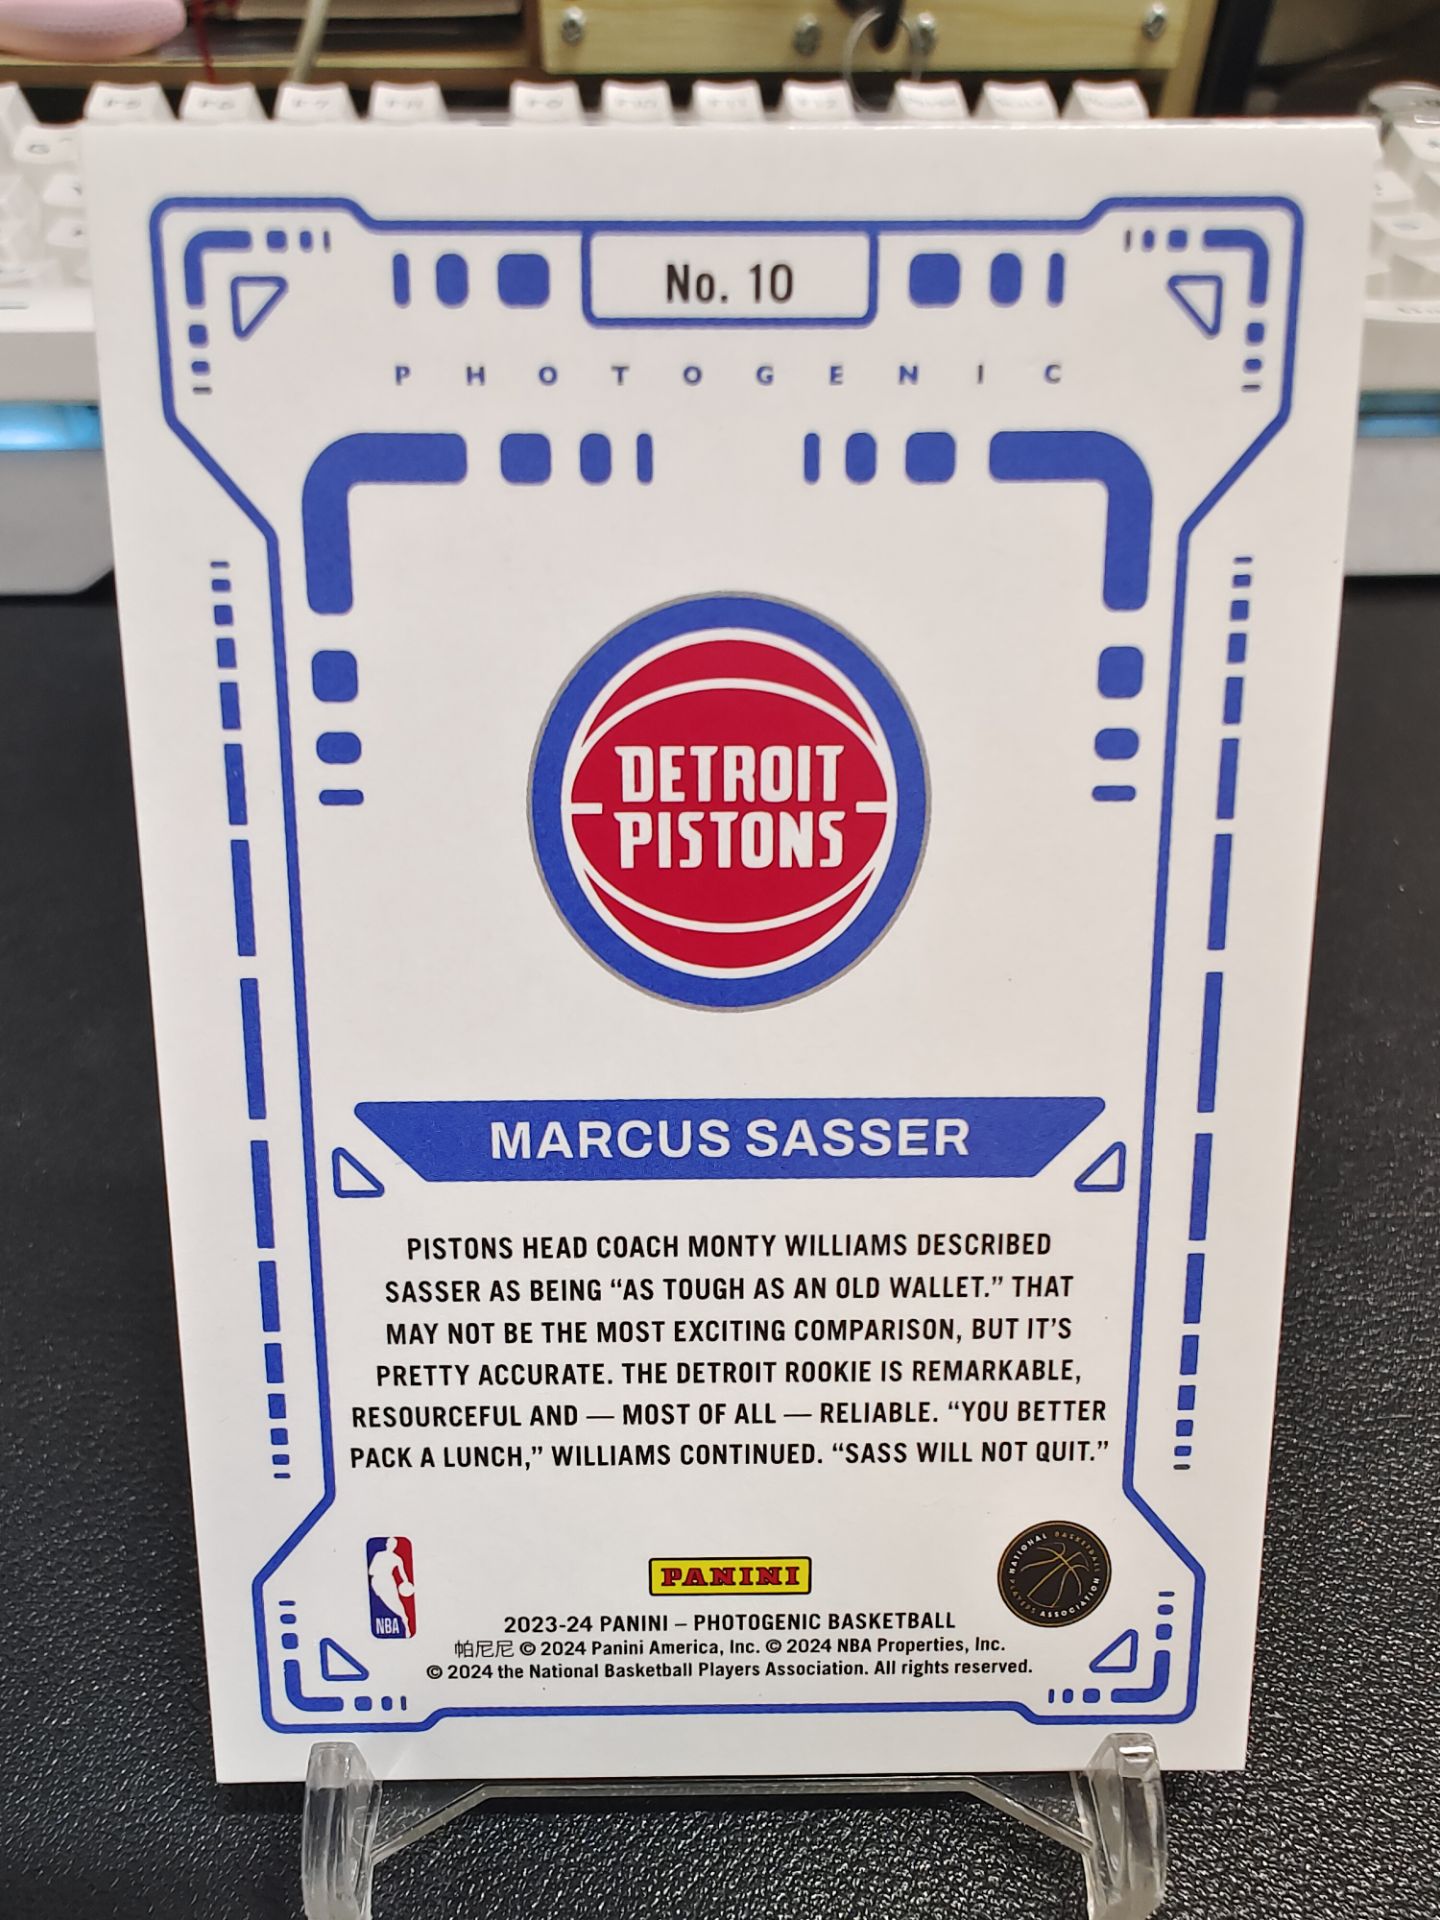 No. 10
PHOTOGENIC
DETROIT
PISTONS
MARCUS SASSER
PISTONS HEAD COACH MONTY WILLIAMS DESCRIBED
SASSER AS BEING “AS TOUGH AS AN OLD WALLET.” THAT
MAY NOT BE THE MOST EXCITING COMPARISON, BUT IT’S
PRETTY ACCURATE. THE DETROIT ROOKIE IS REMARKABLE,
RESOURCEFUL AND — MOST OF ALL — RELIABLE. “YOU BETTER
PACK A LUNCH,” WILLIAMS CONTINUED. “SASS WILL NOT QUIT.”
NBA
PANINI
NATIONAL BASKETBALL PLAYERS ASSOCIATION
2023-24 PANINI – PHOTOGENIC BASKETBALL
帕尼尼 © 2024 Panini America, Inc. © 2024 NBA Properties, Inc.
© 2024 the National Basketball Players Association. All rights reserved.